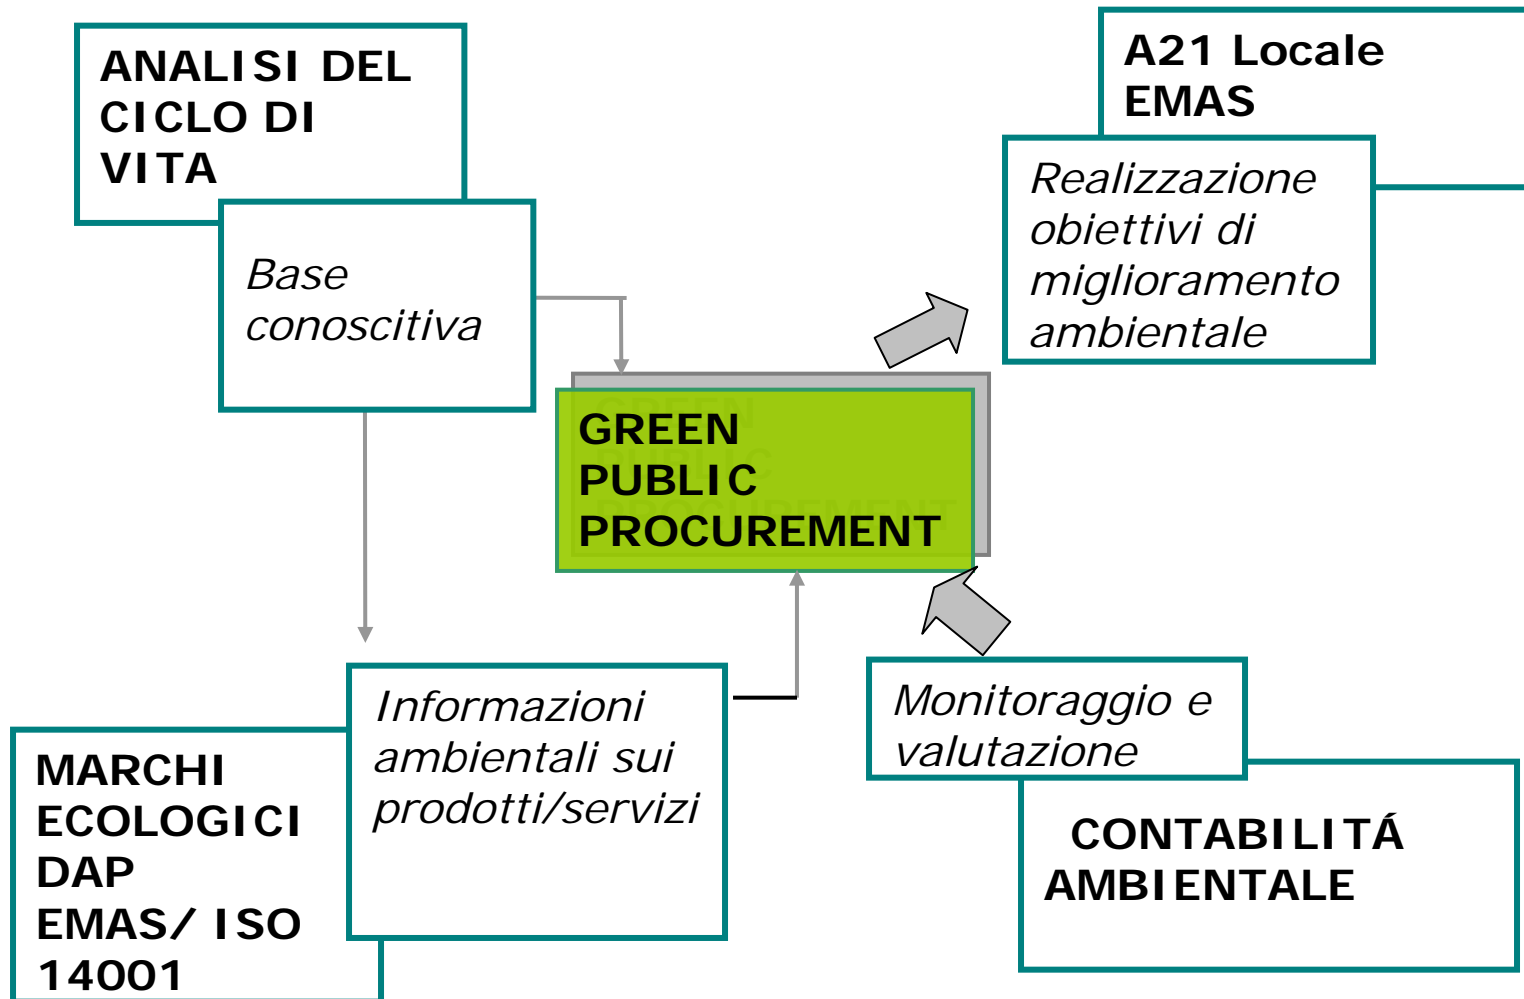 ANALISI DEL
CICLO DI
VITA
Base
conoscitiva
A21 Locale
EMAS
Realizzazione
obiettivi di
miglioramento
ambientale
GREEN
PUBLIC
PROCUREMENT
Informazioni
ambientali sui
prodotti/servizi
MARCHI
ECOLOGICI
DAP
EMAS/ ISO
14001
Monitoraggio e
valutazione
CONTABILITÁ
AMBIENTALE